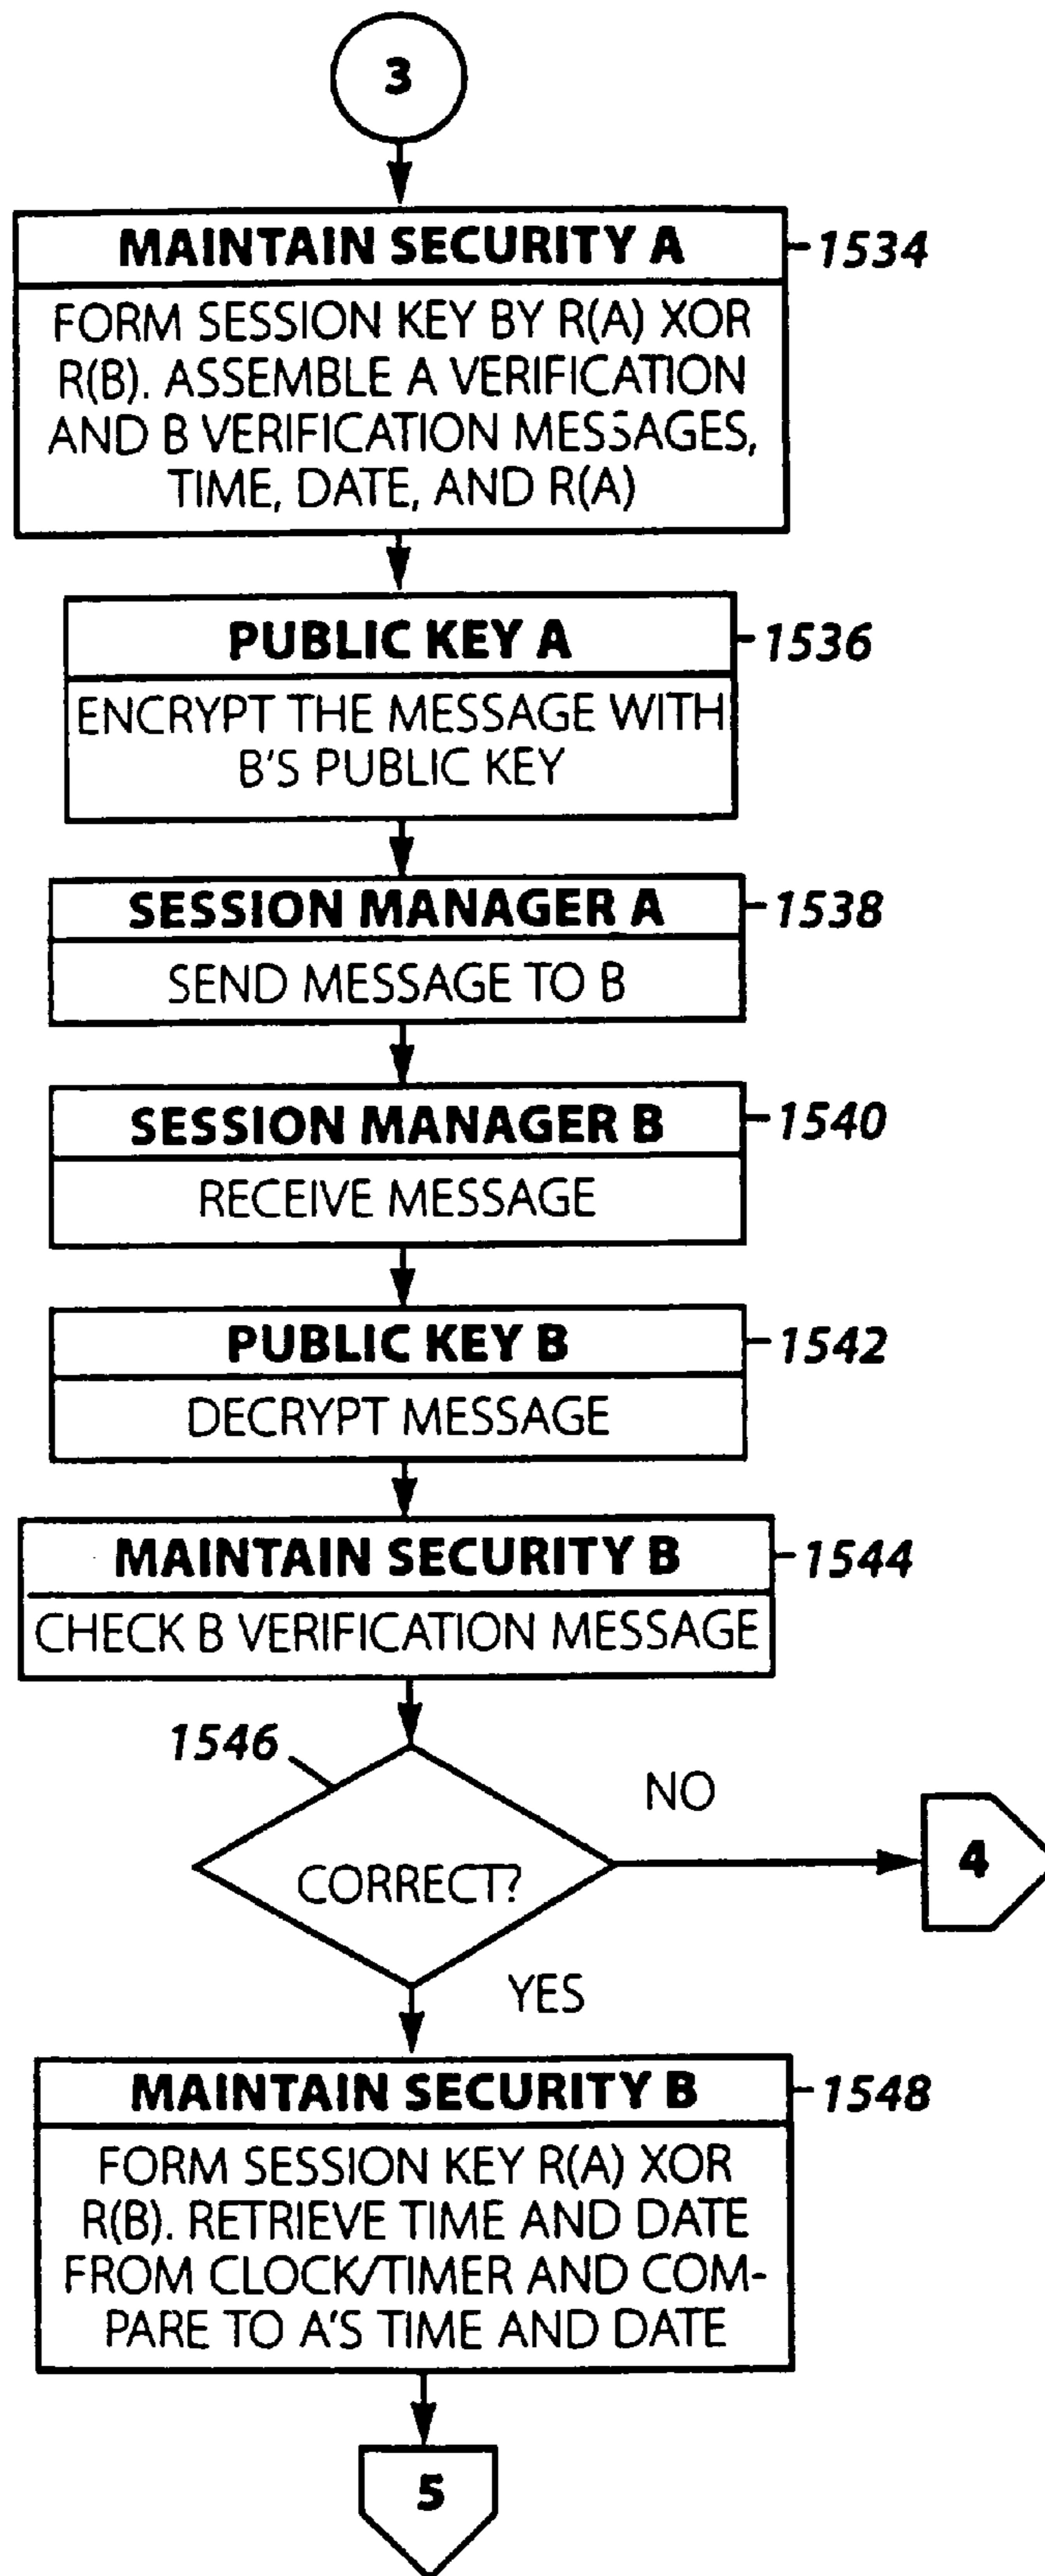 3
MAINTAIN SECURITY A
1534
FORM SESSION KEY BY R(A) XOR
R(B). ASSEMBLE A VERIFICATION
AND B VERIFICATION MESSAGES,
TIME, DATE, AND R(A)
PUBLIC KEY A
1536
ENCRYPT THE MESSAGE WITH
B'S PUBLIC KEY
SESSION MANAGER A
1538
SEND MESSAGE TO B
SESSION MANAGER B
1540
RECEIVE MESSAGE
PUBLIC KEY B
1542
DECRYPT MESSAGE
MAINTAIN SECURITY B
1544
CHECK B VERIFICATION MESSAGE
1546
CORRECT?
NO
4
YES
MAINTAIN SECURITY B
1548
FORM SESSION KEY R(A) XOR
R(B). RETRIEVE TIME AND DATE
FROM CLOCK/TIMER AND COM-
PARE TO A'S TIME AND DATE
5